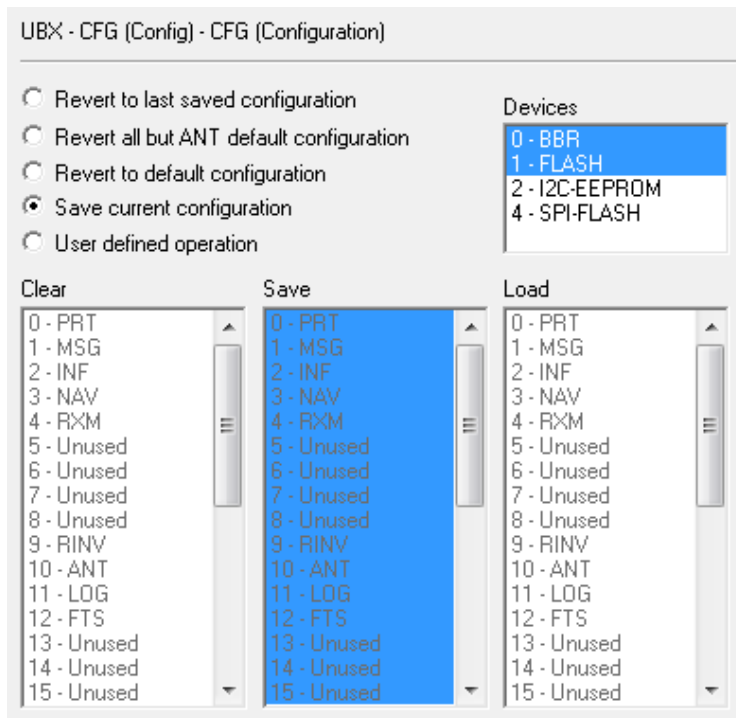 UBX - CFG (Config) - CFG (Configuration)
Revert to last saved configuration
Revert all but ANT default configuration
Revert to default configuration
Save current configuration
User defined operation
Devices
0 - BBR
1 - FLASH
2 - I2C-EEPROM
4 - SPI-FLASH
Clear
0 - PRT
1 - MSG
2 - INF
3 - NAV
4 - RXM
5 - Unused
6 - Unused
7 - Unused
8 - Unused
9 - RINV
10 - ANT
11 - LOG
12 - FTS
13 - Unused
14 - Unused
15 - Unused
Save
0 - PRT
1 - MSG
2 - INF
3 - NAV
4 - RXM
5 - Unused
6 - Unused
7 - Unused
8 - Unused
9 - RINV
10 - ANT
11 - LOG
12 - FTS
13 - Unused
14 - Unused
15 - Unused
Load
0 - PRT
1 - MSG
2 - INF
3 - NAV
4 - RXM
5 - Unused
6 - Unused
7 - Unused
8 - Unused
9 - RINV
10 - ANT
11 - LOG
12 - FTS
13 - Unused
14 - Unused
15 - Unused